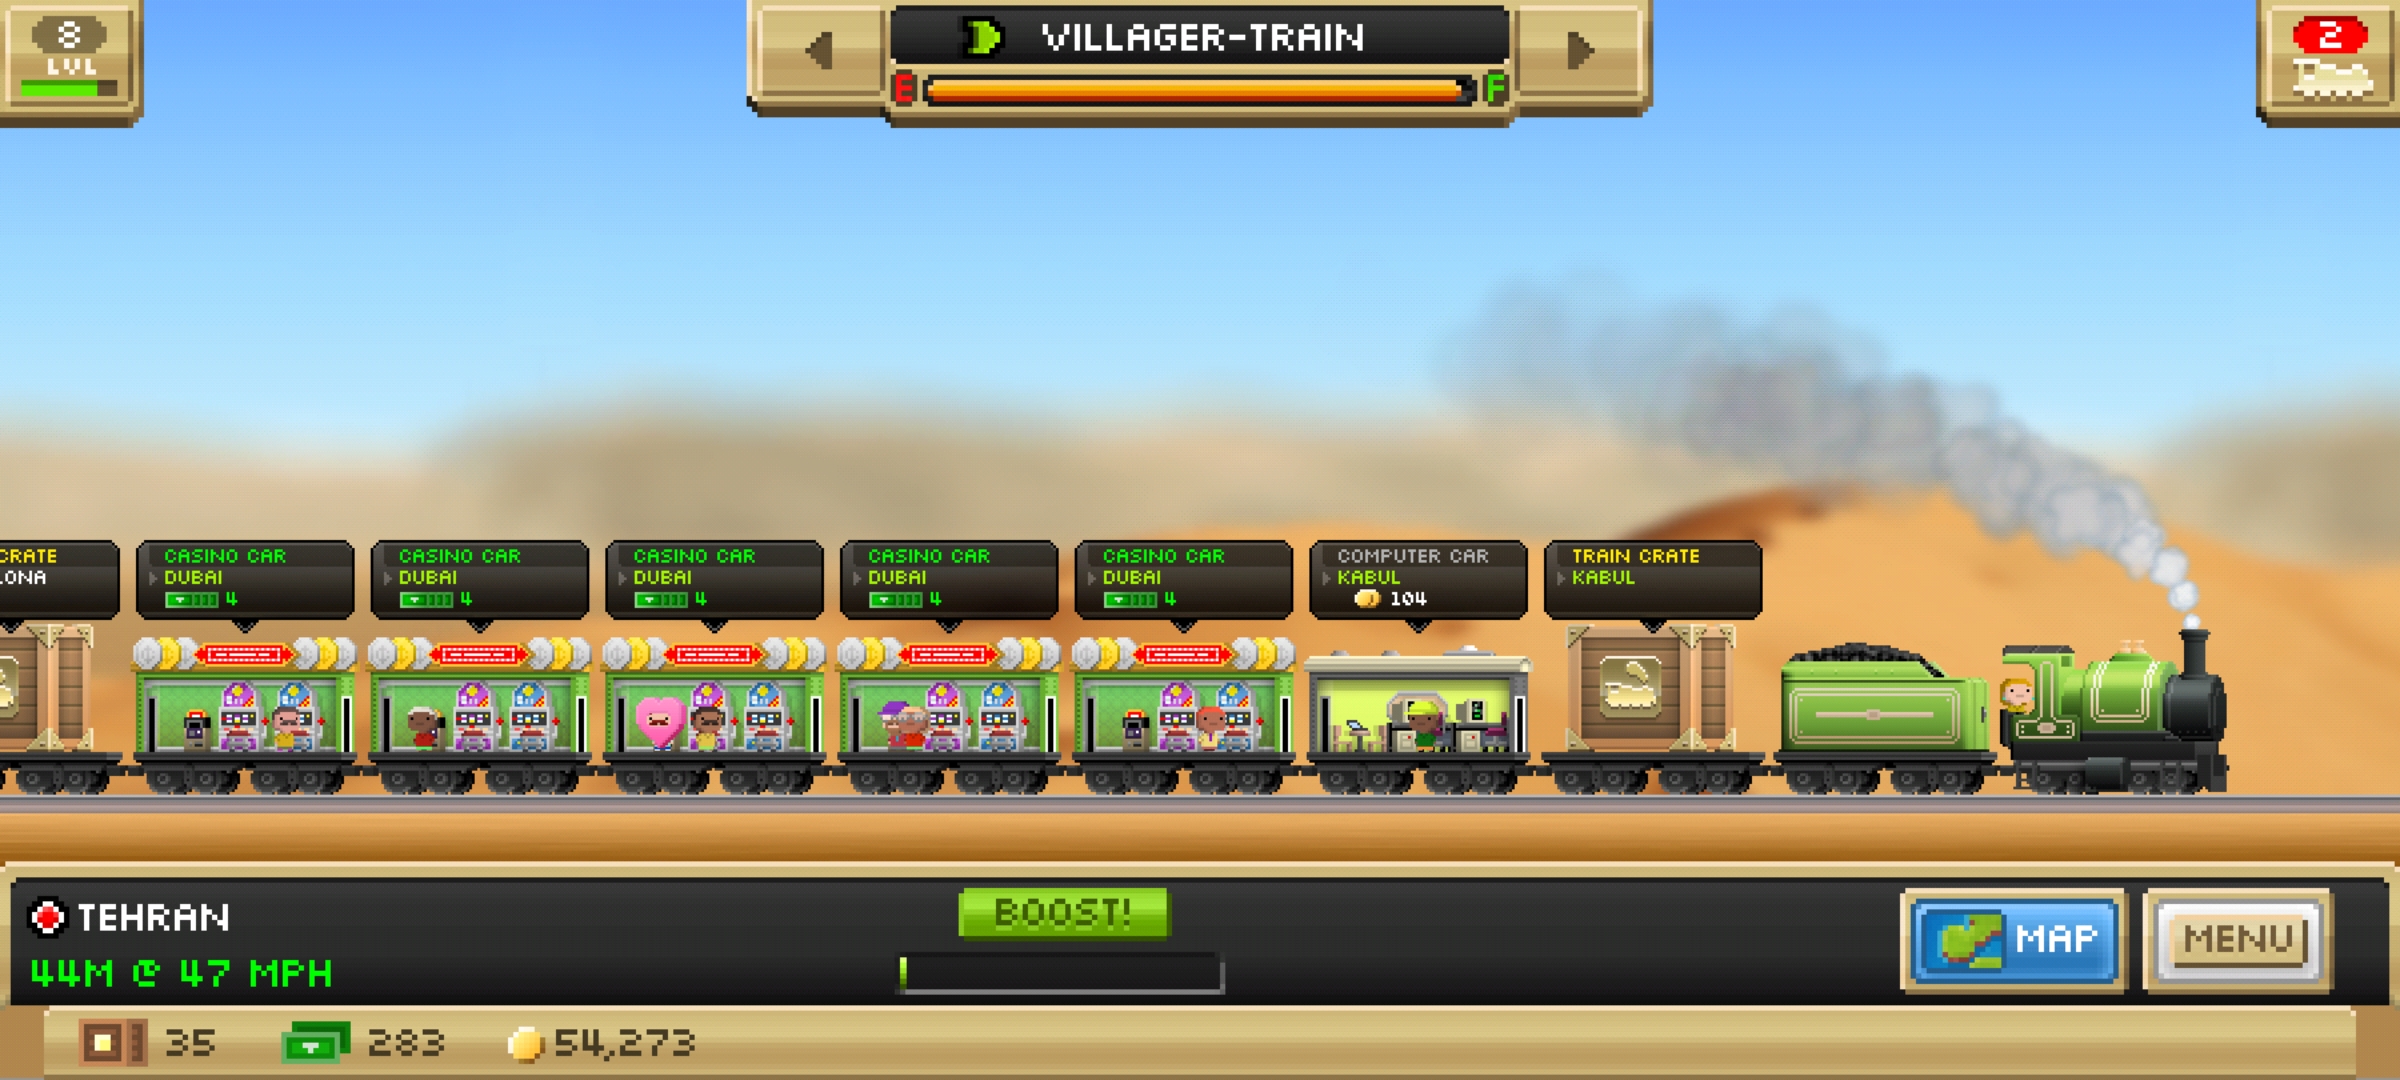 8
LVL
VILLAGER-TRAIN
E F
2
CRATE
LONA
CASINO CAR
DUBAI
4
CASINO CAR
DUBAI
4
CASINO CAR
DUBAI
4
CASINO CAR
DUBAI
4
CASINO CAR
DUBAI
4
COMPUTER CAR
KABUL
104
TRAIN CRATE
KABUL
TEHRAN
44M @ 47 MPH
BOOST!
MAP
MENU
35
283
54,273